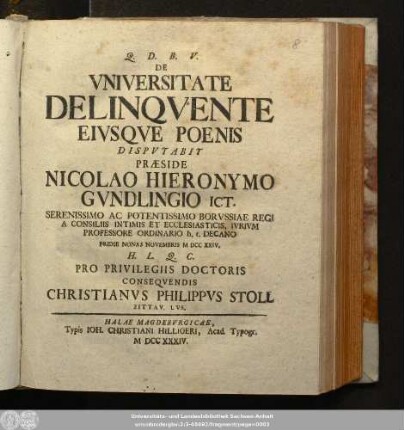 8
Q. D. B. V.
DE
VNIVERSITATE
DELINQVENTE
EIVSQVE POENIS
DISPVTABIT
PRÆSIDE
NICOLAO HIERONYMO
GVNDLINGIO ICT.
SERENISSIMO AC POTENTISSIMO BORVSSIAE REGI
A CONSILIIS INTIMIS ET ECCLESIASTICIS, IVRIVM
PROFESSORE ORDINARIO h. t. DECANO
PRIDIE NONAS NOVEMBRIS M DCC XXIV.
H. L. Q. C.
PRO PRIVILEGIIS DOCTORIS
CONSEQVENDIS
CHRISTIANVS PHILIPPVS STOLL
ZITTAV. LVS.
HALAE MAGDEBVRGICAE,
Typis IOH. CHRISTIANI HILLIGERI, Acad. Typogr.
M DCC XXXIV.
Universitäts- und Landesbibliothek Sachsen-Anhalt